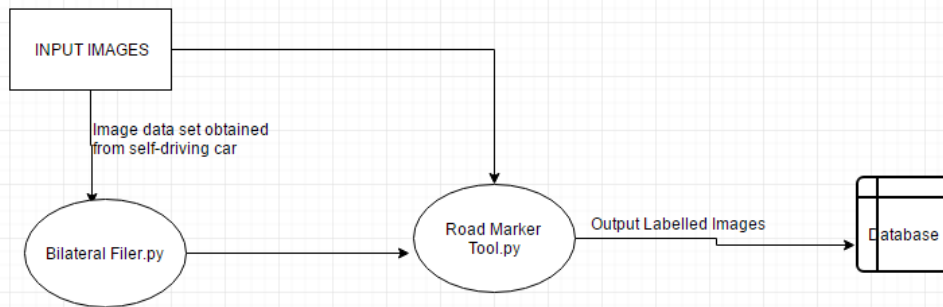 INPUT IMAGES
Image data set obtained
from self-driving car
Bilateral Filer.py
Road Marker
Tool.py
Output Labelled Images
Database